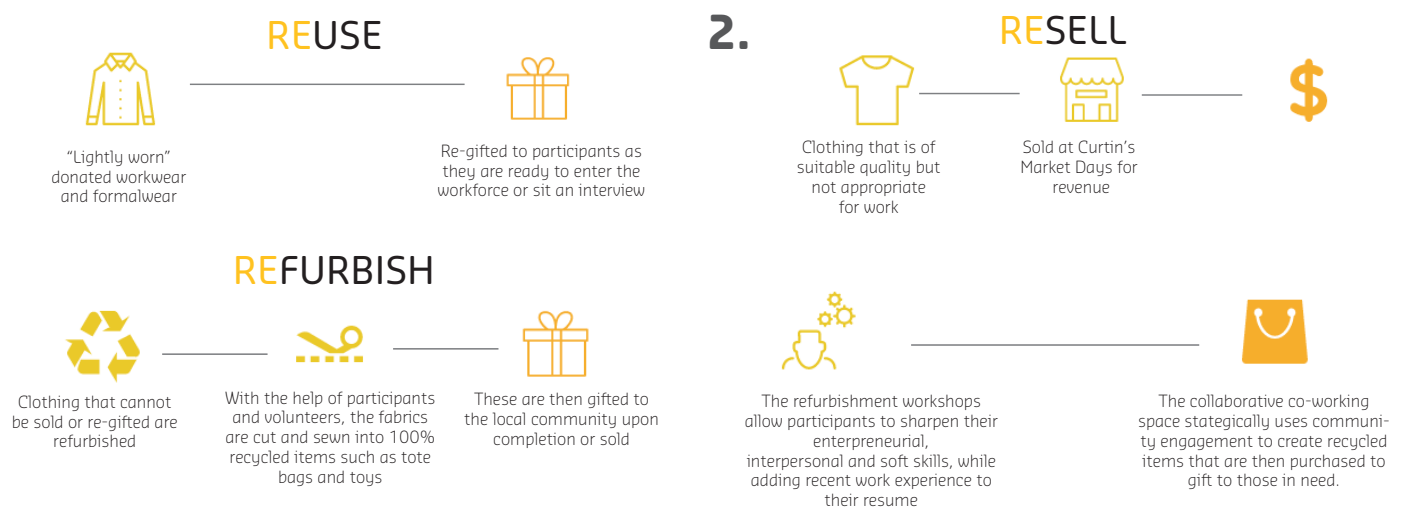 REUSE
"Lightly worn"
donated workwear
and formalwear
Re-gifted to participants as
they are ready to enter the
workforce or sit an interview
2.
RESELL
Clothing that is of
suitable quality but
not appropriate
for work
Sold at Curtin's
Market Days for
revenue
$
REFURBISH
Clothing that cannot
be sold or re-gifted are
refurbished
With the help of participants
and volunteers, the fabrics
are cut and sewn into 100%
recycled items such as tote
bags and toys
These are then gifted to
the local community upon
completion or sold
The refurbishment workshops
allow participants to sharpen their
enterpreneurial,
interpersonal and soft skills, while
adding recent work experience to
their resume
The collaborative co-working
space stategically uses communi-
ty engagement to create recycled
items that are then purchased to
gift to those in need.